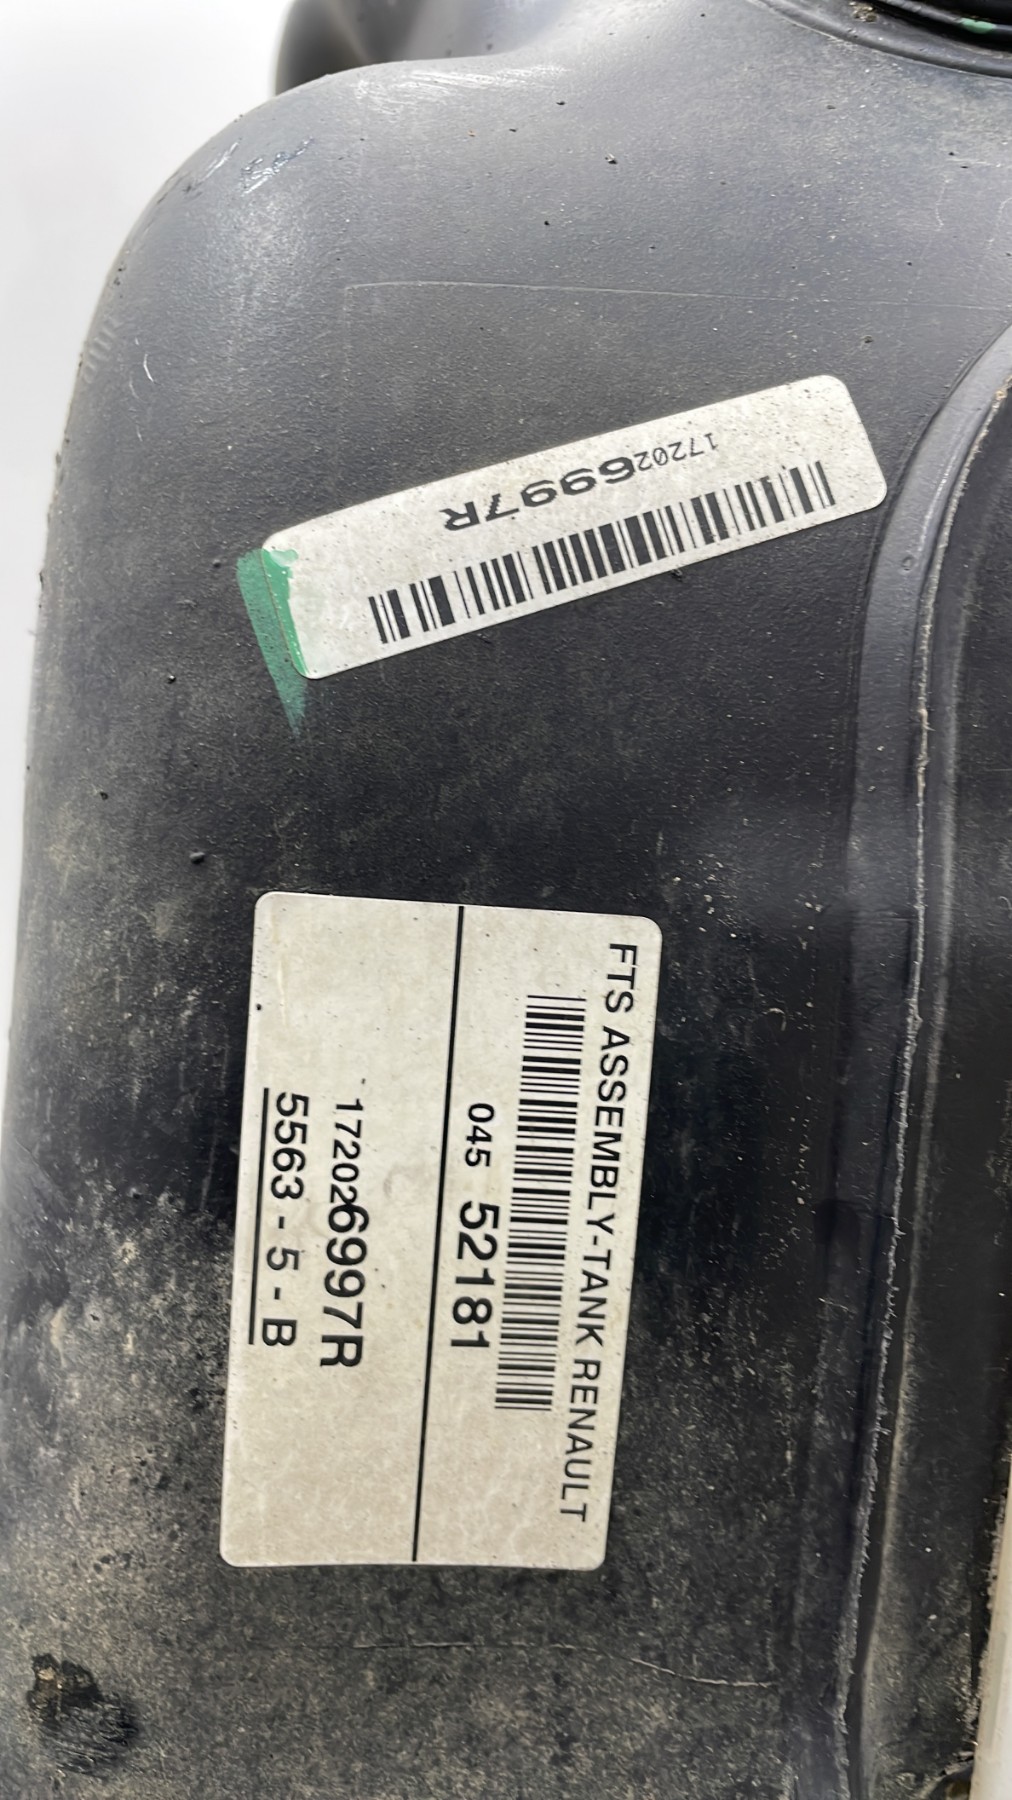 172026997R
FTS ASSEMBLY-TANK RENAULT
045 52181
172026997R
5563 - 5 - B